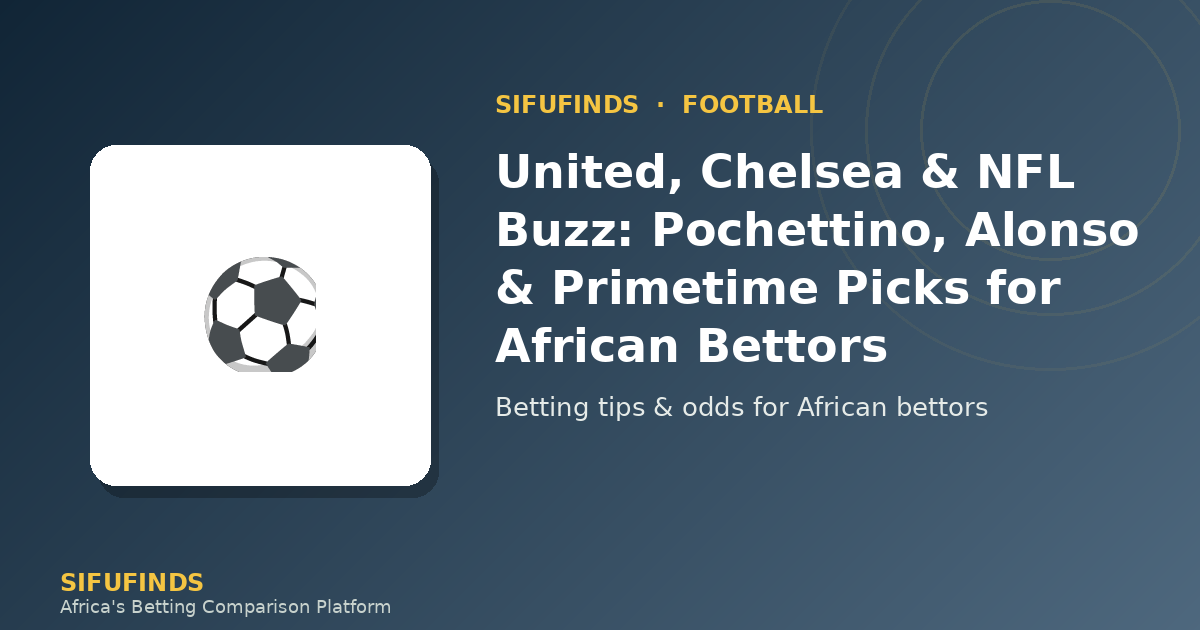 SIFUFINDS · FOOTBALL
United, Chelsea & NFL
Buzz: Pochettino, Alonso
& Primetime Picks for
African Bettors
Betting tips & odds for African bettors
SIFUFINDS
Africa's Betting Comparison Platform